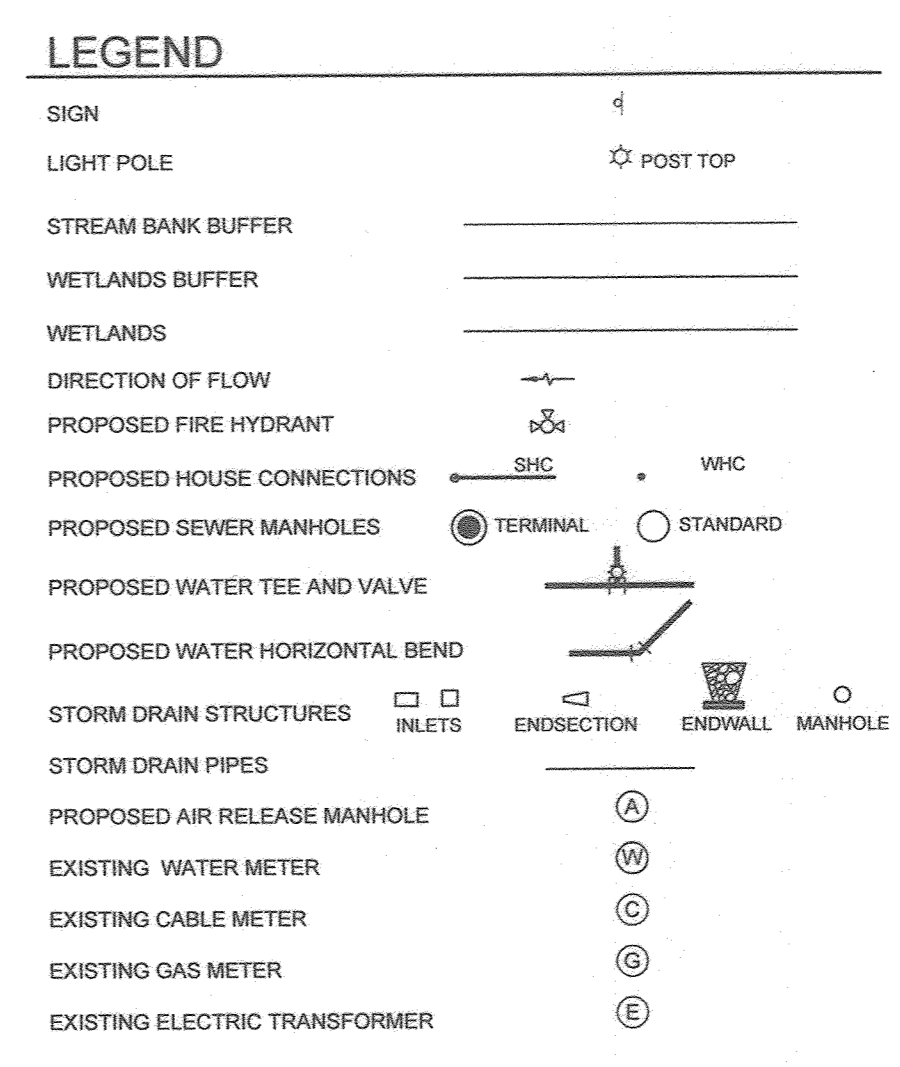 LEGEND
SIGN
LIGHT POLE POST TOP
STREAM BANK BUFFER
WETLANDS BUFFER
WETLANDS
DIRECTION OF FLOW
PROPOSED FIRE HYDRANT
PROPOSED HOUSE CONNECTIONS SHC WHC
PROPOSED SEWER MANHOLES TERMINAL STANDARD
PROPOSED WATER TEE AND VALVE
PROPOSED WATER HORIZONTAL BEND
STORM DRAIN STRUCTURES INLETS ENDSECTION ENDWALL MANHOLE
STORM DRAIN PIPES
PROPOSED AIR RELEASE MANHOLE A
EXISTING WATER METER W
EXISTING CABLE METER C
EXISTING GAS METER G
EXISTING ELECTRIC TRANSFORMER E